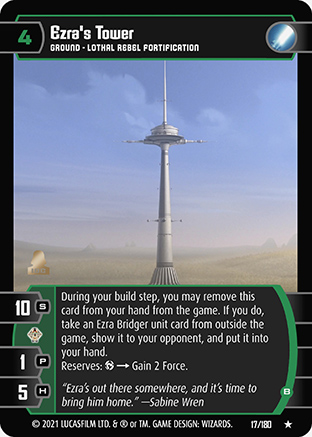 4
Ezra's Tower
GROUND - LOTHAL REBEL FORTIFICATION
10 S
1 P
5 H
During your build step, you may remove this
card from your hand from the game. If you do,
take an Ezra Bridger unit card from outside the
game, show it to your opponent, and put it into
your hand.
Reserves: → Gain 2 Force.
"Ezra's out there somewhere, and it's time to
bring him home." —Sabine Wren
B
© 2021 LUCASFILM LTD. & ® or TM. GAME DESIGN: WIZARDS. 17/180 ★